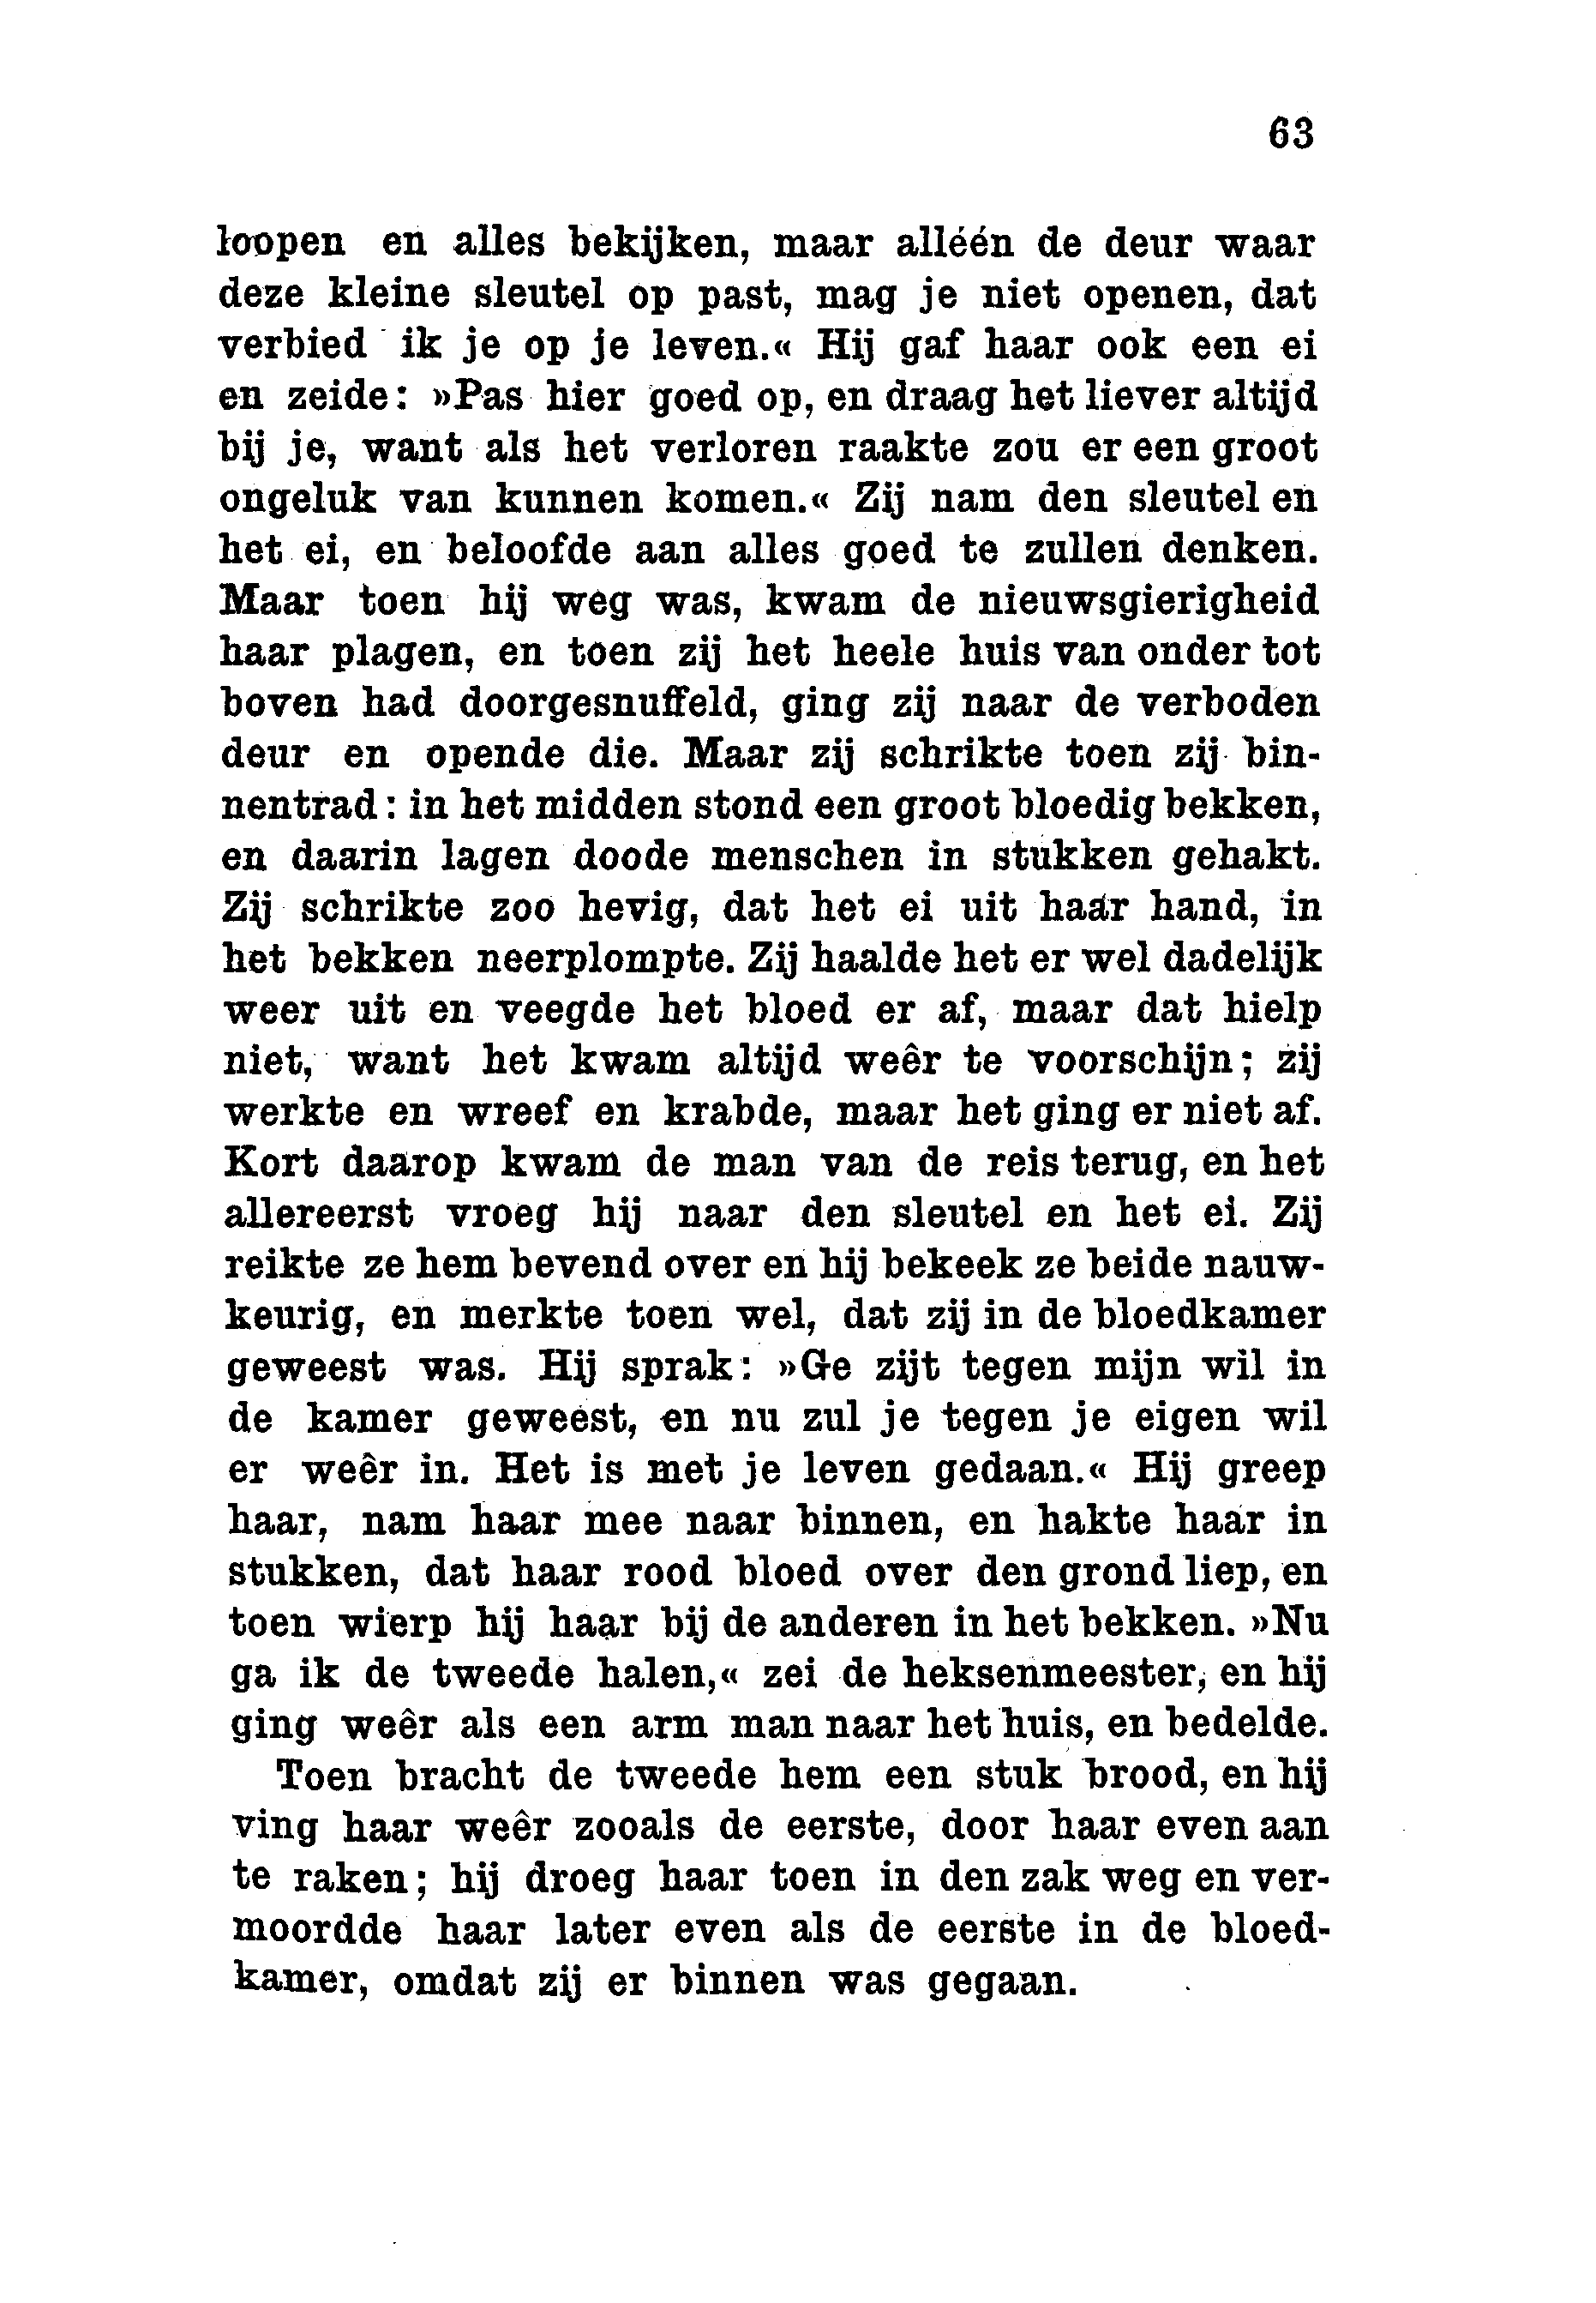 63
loopen en alles bekijken, maar alléén de deur waar
deze kleine sleutel op past, mag je niet openen, dat
verbied ik je op je leven.« Hij gaf haar ook een ei
en zeide: »Pas hier goed op, en draag het liever altijd
bij je, want als het verloren raakte zou er een groot
ongeluk van kunnen komen.« Zij nam den sleutel en
het ei, en beloofde aan alles goed te zullen denken.
Maar toen hij weg was, kwam de nieuwsgierigheid
haar plagen, en toen zij het heele huis van onder tot
boven had doorgesnuffeld, ging zij naar de verboden
deur en opende die. Maar zij schrikte toen zij bin-
nentrad: in het midden stond een groot bloedig bekken,
en daarin lagen doode menschen in stukken gehakt.
Zij schrikte zoo hevig, dat het ei uit haar hand, in
het bekken neerplompte. Zij haalde het er wel dadelijk
weer uit en veegde het bloed er af, maar dat hielp
niet, want het kwam altijd weêr te voorschijn; zij
werkte en wreef en krabde, maar het ging er niet af.
Kort daarop kwam de man van de reis terug, en het
allereerst vroeg hij naar den sleutel en het ei. Zij
reikte ze hem bevend over en hij bekeek ze beide nauw-
keurig, en merkte toen wel, dat zij in de bloedkamer
geweest was. Hij sprak: »Ge zijt tegen mijn wil in
de kamer geweest, en nu zul je tegen je eigen wil
er weêr in. Het is met je leven gedaan.« Hij greep
haar, nam haar mee naar binnen, en hakte haar in
stukken, dat haar rood bloed over den grond liep, en
toen wierp hij haar bij de anderen in het bekken. »Nu
ga ik de tweede halen,« zei de heksenmeester, en hij
ging weêr als een arm man naar het huis, en bedelde.
Toen bracht de tweede hem een stuk brood, en hij
ving haar weêr zooals de eerste, door haar even aan
te raken; hij droeg haar toen in den zak weg en ver-
moordde haar later even als de eerste in de bloed-
kamer, omdat zij er binnen was gegaan.